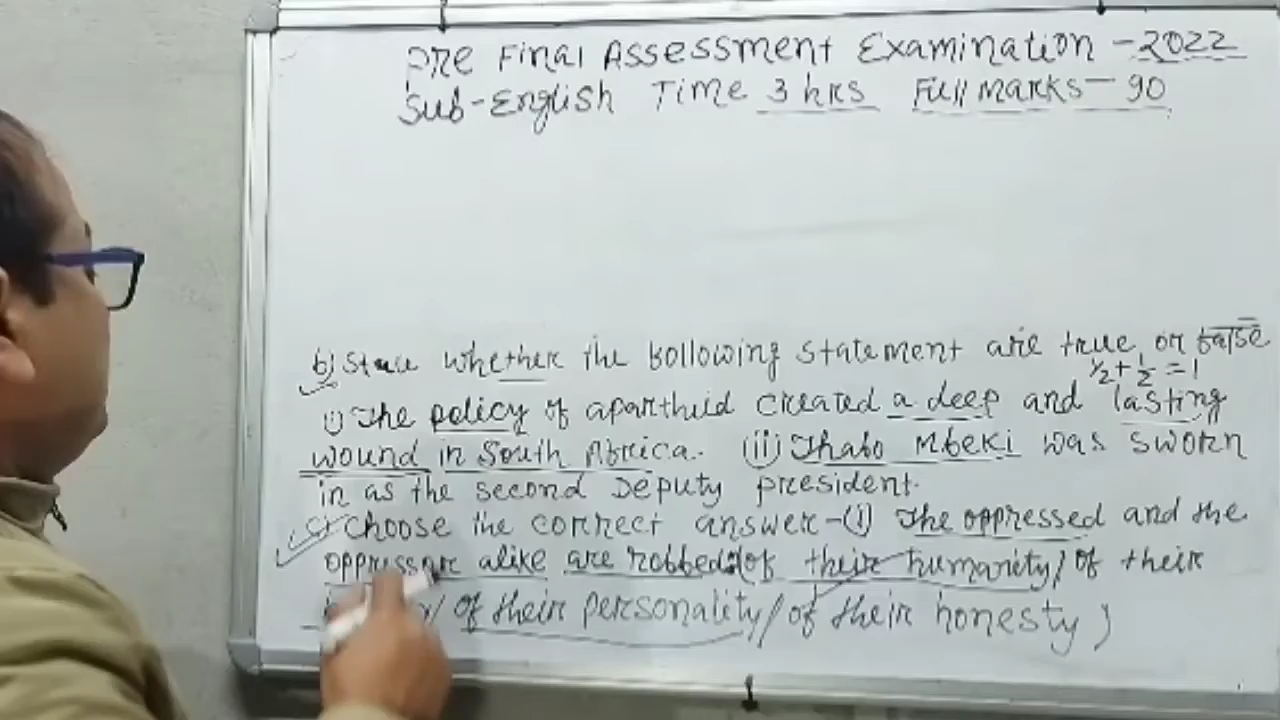 Pre Final Assessment Examination - 2022
Sub-English Time 3 hrs Full Marks - 90
b) State whether the following statement are true or false
½ + ½ = 1
(i) The policy of apartheid created a deep and lasting
wound in South Africa. (ii) Thabo Mbeki was sworn
in as the second Deputy president.
c) Choose the correct answer - (i) The oppressed and the
oppressor alike are robbed (of their humanity / of their
/ of their personality / of their honesty)